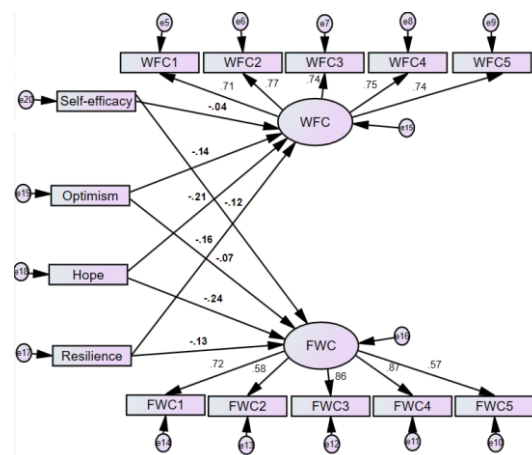 e5 e6 e7 e8 e9
WFC1 WFC2 WFC3 WFC4 WFC5
.71 .77 .74 .75 .74
e20 Self-efficacy
-.04
WFC
e15
-.14
e19 Optimism
-.21 -.12
-.16
-.07
e18 Hope
-.24
e17 Resilience
-.13
FWC
e16
.72 .58 .86 .87 .57
FWC1 FWC2 FWC3 FWC4 FWC5
e14 e13 e12 e11 e10